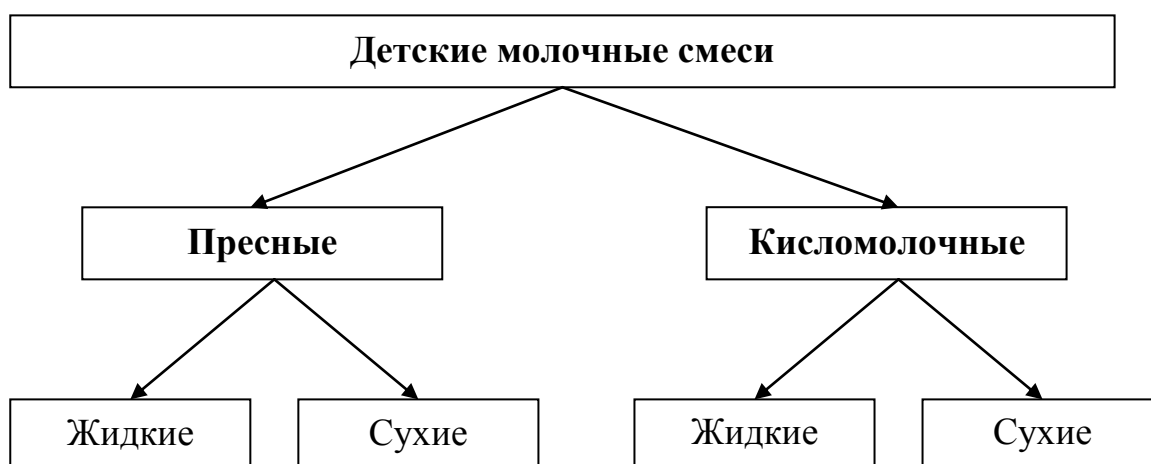 Детские молочные смеси
Пресные
Кисломолочные
Жидкие
Сухие
Жидкие
Сухие